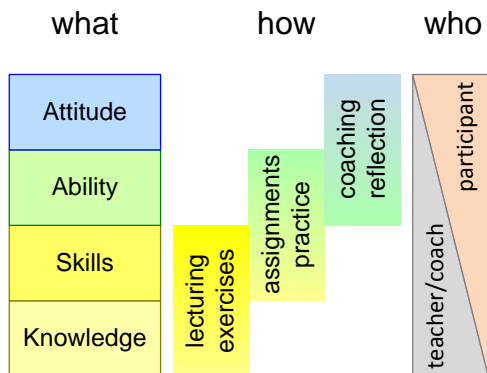 what
how
who
Attitude
Ability
Skills
Knowledge
lecturing
exercises
assignments
practice
coaching
reflection
teacher/coach
participant